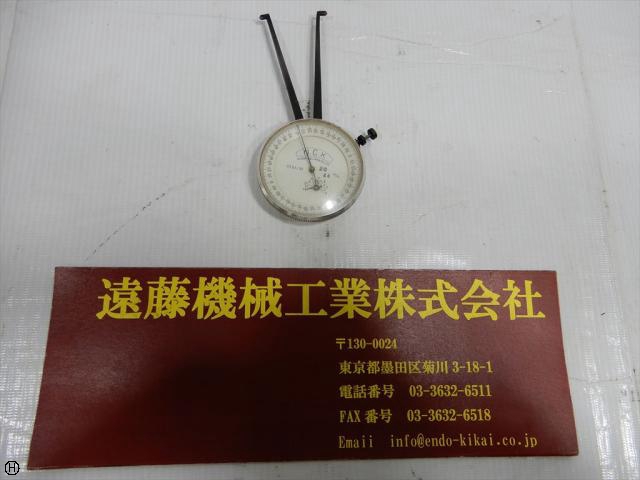 遠藤機械工業株式会社
〒130-0024
東京都墨田区菊川 3-18-1
電話番号 03-3632-6511
FAX 番号 03-3632-6518
Emaii info@endo-kikai.co.jp
H